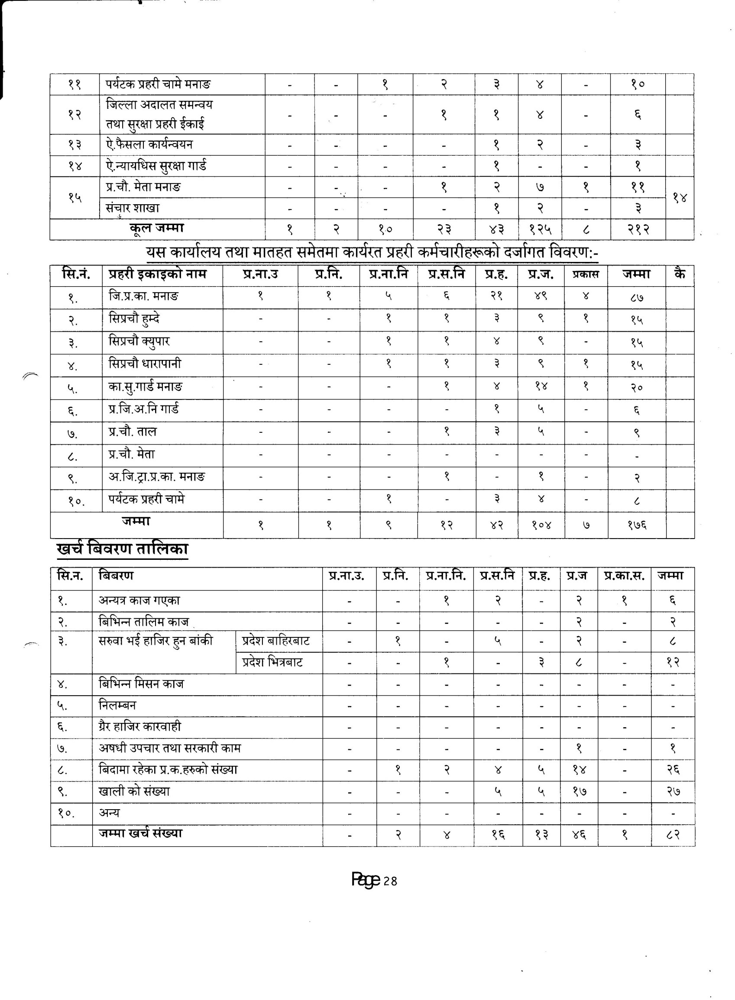 ११ पर्यटक प्रहरी चामे मनाङ - - १ २ ३ ४ - १०
१२ जिल्ला अदालत समन्वय तथा सुरक्षा प्रहरी ईकाई - - - १ १ ४ - ६
१३ ऐ.फैसला कार्यन्वयन - - - - १ २ - ३
१४ ऐ.न्यायधिस सुरक्षा गार्ड - - - - १ - - १
१५ प्र.चौ. मेता मनाङ - - - १ २ ७ १ ११ १४
संचार शाखा - - - - १ २ - ३
कूल जम्मा १ २ १० २३ ४३ १२५ ८ २१२
यस कार्यालय तथा मातहत समेतमा कार्यरत प्रहरी कर्मचारीहरूको दर्जागत विवरण:-
सि.नं. प्रहरी इकाइको नाम प्र.ना.उ प्र.नि. प्र.ना.नि प्र.स.नि प्र.ह. प्र.ज. प्रकास जम्मा कै
१. जि.प्र.का. मनाङ १ १ ५ ६ २१ ४९ ४ ८७
२. सिप्रचौ हुम्दे - - १ १ ३ ९ १ १५
३. सिप्रचौ क्युपार - - १ १ ४ ९ - १५
४. सिप्रचौ धारापानी - - १ १ ३ ९ १ १५
५. का.सु.गार्ड मनाङ - - - १ ४ १४ १ २०
६. प्र.जि.अ.नि गार्ड - - - - १ ५ - ६
७. प्र.चौ. ताल - - - १ ३ ५ - ९
८. प्र.चौ. मेता - - - - - - - -
९. अ.जि.ट्रा.प्र.का. मनाङ - - - १ - १ - २
१०. पर्यटक प्रहरी चामे - - १ - ३ ४ - ८
जम्मा १ १ ९ १२ ४२ १०४ ७ १७६
खर्च बिवरण तालिका
सि.न. बिबरण प्र.ना.उ. प्र.नि. प्र.ना.नि. प्र.स.नि प्र.ह. प्र.ज प्र.का.स. जम्मा
१. अन्यत्र काज गएका - - १ २ - २ १ ६
२. बिभिन्न तालिम काज - - - - - २ - २
३. सरुवा भई हाजिर हुन बांकी प्रदेश बाहिरबाट - १ - ५ - २ - ८
प्रदेश भित्रबाट - - १ - ३ ८ - १२
४. बिभिन्न मिसन काज - - - - - - - -
५. निलम्बन - - - - - - - -
६. ग्रैर हाजिर कारवाही - - - - - - - -
७. अषधी उपचार तथा सरकारी काम - - - - - १ - १
८. बिदामा रहेका प्र.क.हरुको संख्या - १ २ ४ ५ १४ - २६
९. खाली को संख्या - - - ५ ५ १७ - २७
१०. अन्य - - - - - - - -
जम्मा खर्च संख्या - २ ४ १६ १३ ४६ १ ८२
Page 28